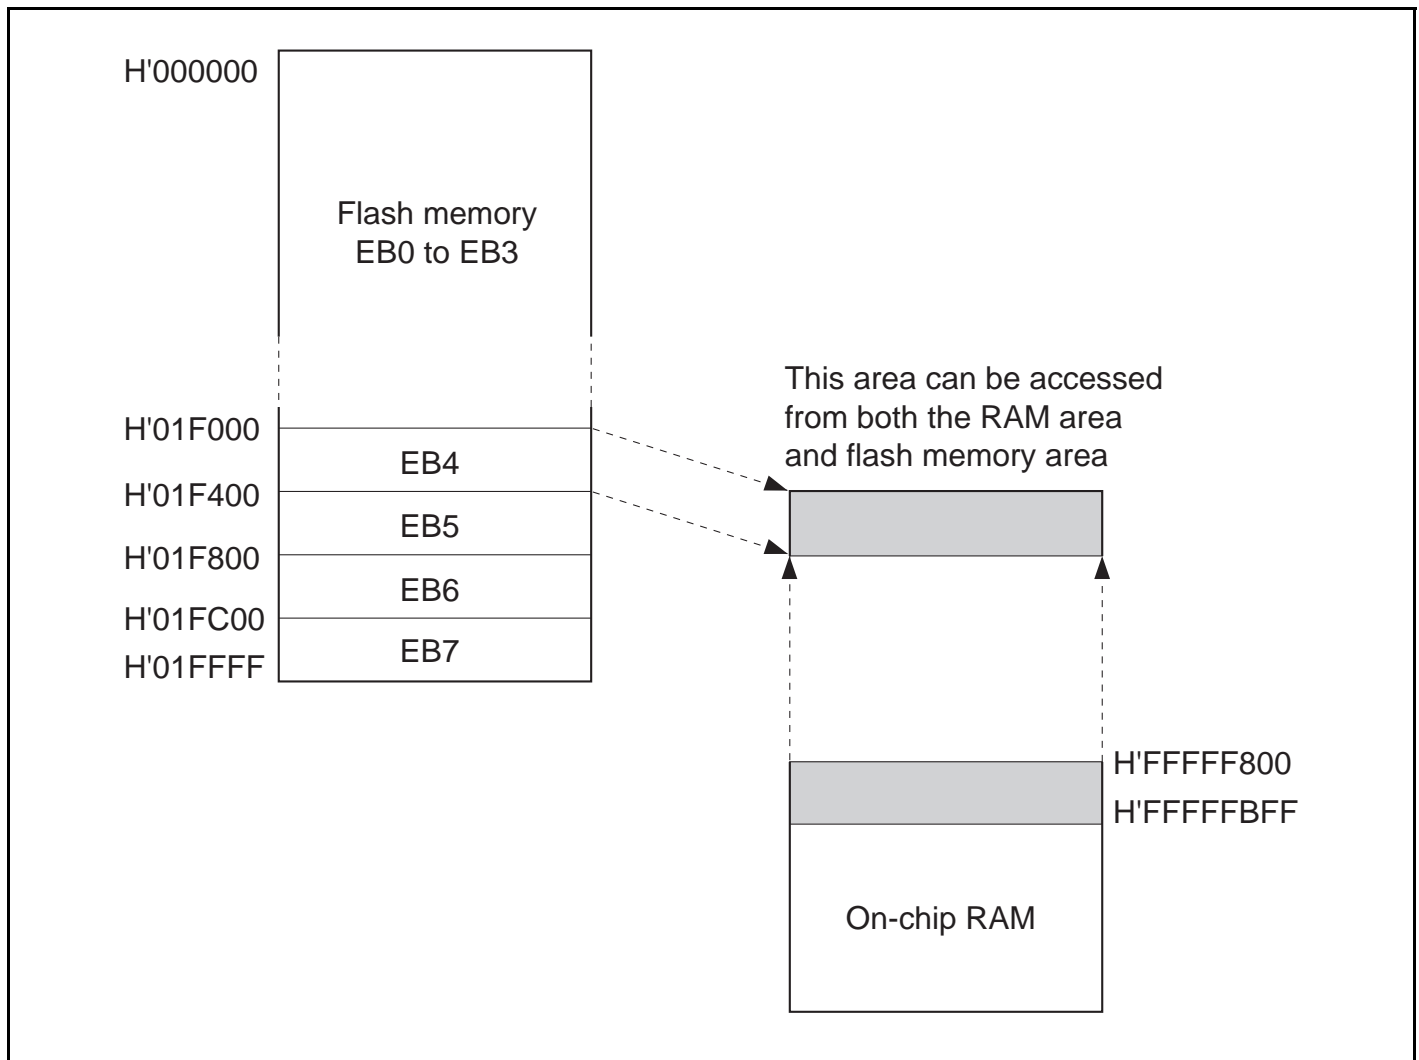 H'000000
Flash memory
EB0 to EB3
This area can be accessed
from both the RAM area
and flash memory area
H'01F000
EB4
H'01F400
EB5
H'01F800
EB6
H'01FC00
EB7
H'01FFFF
H'FFFFF800
H'FFFFFBFF
On-chip RAM